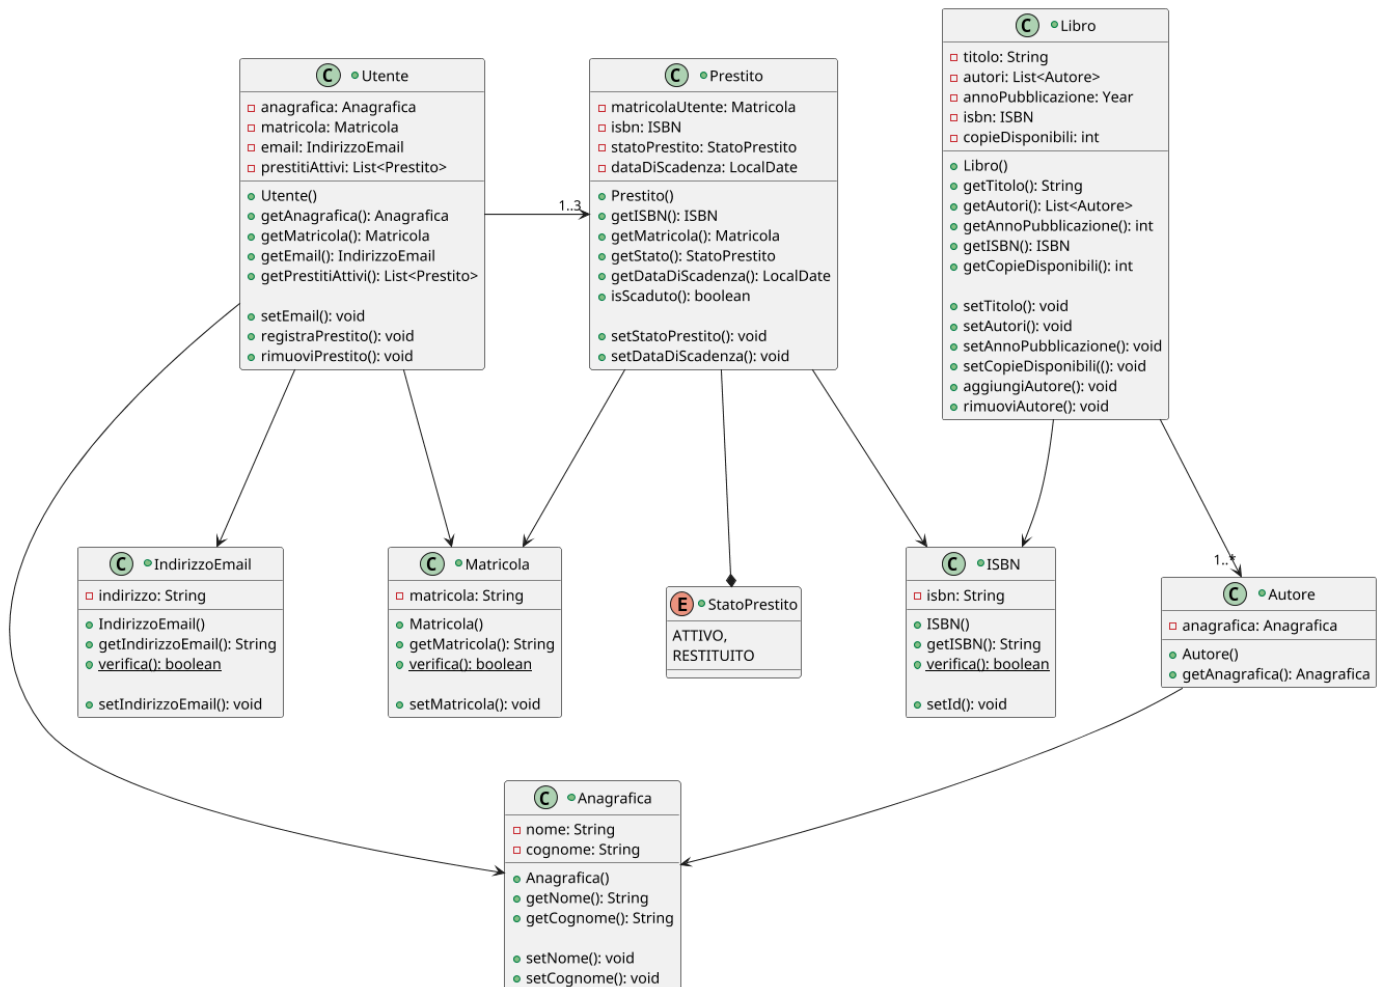 C Utente
anagrafica: Anagrafica
matricola: Matricola
email: IndirizzoEmail
prestitiAttivi: List<Prestito>
Utente()
getAnagrafica(): Anagrafica
getMatricola(): Matricola
getEmail(): IndirizzoEmail
getPrestitiAttivi(): List<Prestito>
setEmail(): void
registraPrestito(): void
rimuoviPrestito(): void
1..3
C Prestito
matricolaUtente: Matricola
isbn: ISBN
statoPrestito: StatoPrestito
dataDiScadenza: LocalDate
Prestito()
getISBN(): ISBN
getMatricola(): Matricola
getStato(): StatoPrestito
getDataDiScadenza(): LocalDate
isScaduto(): boolean
setStatoPrestito(): void
setDataDiScadenza(): void
C Libro
titolo: String
autori: List<Autore>
annoPubblicazione: Year
isbn: ISBN
copieDisponibili: int
Libro()
getTitolo(): String
getAutori(): List<Autore>
getAnnoPubblicazione(): int
getISBN(): ISBN
getCopieDisponibili(): int
setTitolo(): void
setAutori(): void
setAnnoPubblicazione(): void
setCopieDisponibili((): void
aggiungiAutore(): void
rimuoviAutore(): void
C IndirizzoEmail
indirizzo: String
IndirizzoEmail()
getIndirizzoEmail(): String
verifica(): boolean
setIndirizzoEmail(): void
C Matricola
matricola: String
Matricola()
getMatricola(): String
verifica(): boolean
setMatricola(): void
E StatoPrestito
ATTIVO,
RESTITUITO
C ISBN
isbn: String
ISBN()
getISBN(): String
verifica(): boolean
setId(): void
1..*
C Autore
anagrafica: Anagrafica
Autore()
getAnagrafica(): Anagrafica
C Anagrafica
nome: String
cognome: String
Anagrafica()
getNome(): String
getCognome(): String
setNome(): void
setCognome(): void